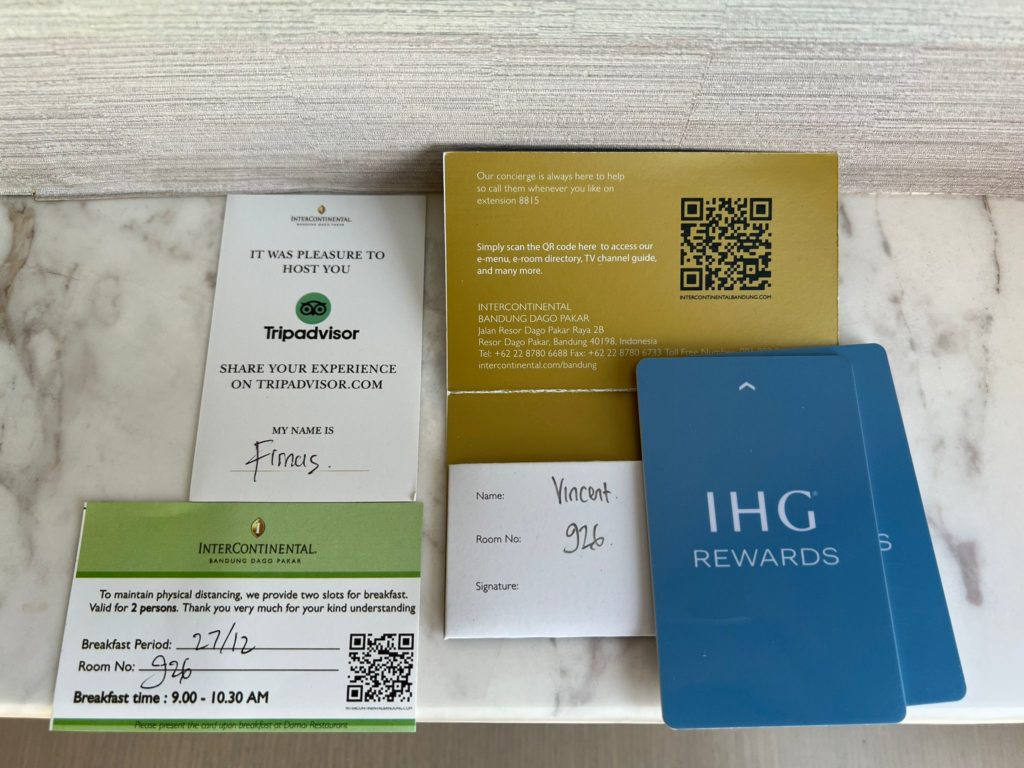 INTERCONTINENTAL
BANDUNG DAGO PAKAR
IT WAS PLEASURE TO
HOST YOU
Tripadvisor
SHARE YOUR EXPERIENCE
ON TRIPADVISOR.COM
MY NAME IS
Firnas.
INTERCONTINENTAL.
BANDUNG DAGO PAKAR
To maintain physical distancing, we provide two slots for breakfast.
Valid for 2 persons. Thank you very much for your kind understanding
Breakfast Period: 27/12
Room No: 926
Breakfast time : 9.00 - 10.30 AM
INTERCONTINENTALBANDUNG.COM
Please present the card upon breakfast at Damai Restaurant
Our concierge is always here to help
so call them whenever you like on
extension 8815
Simply scan the QR code here to access our
e-menu, e-room directory, TV channel guide,
and many more.
INTERCONTINENTALBANDUNG.COM
INTERCONTINENTAL
BANDUNG DAGO PAKAR
Jalan Resor Dago Pakar Raya 2B
Resor Dago Pakar, Bandung 40198, Indonesia
Tel: +62 22 8780 6688 Fax: +62 22 8780 6733 Toll Free Number
intercontinental.com/bandung
Name: Vincent.
Room No: 926.
Signature:
IHG®
REWARDS
S